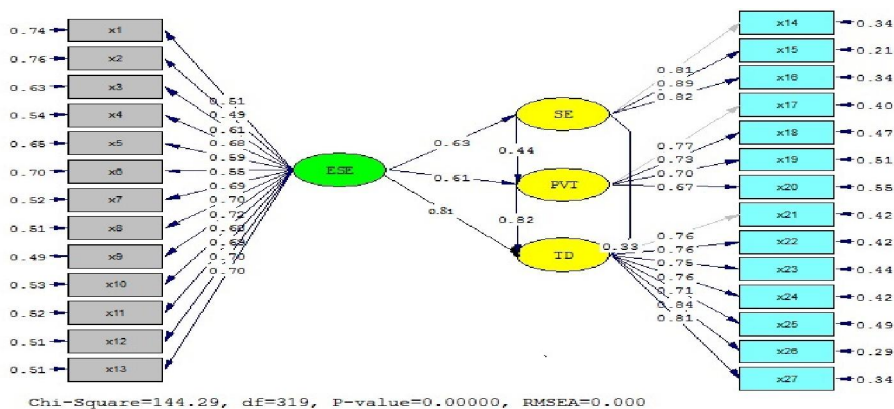 0.74 x1
0.76 x2
0.63 x3
0.54 x4
0.65 x5
0.70 x6
0.52 x7
0.51 x8
0.49 x9
0.53 x10
0.52 x11
0.51 x12
0.51 x13
0.51
0.49
0.61
0.68
0.59
0.55
0.69
0.70
0.72
0.70
0.70
ESE
0.63
0.61
0.81
SE
0.44
PVT
0.82
TD
0.33
0.81
0.89
0.82
0.77
0.73
0.70
0.67
0.76
0.76
0.75
0.76
0.71
0.84
0.81
x14 0.34
x15 0.21
x16 0.34
x17 0.40
x18 0.47
x19 0.51
x20 0.55
x21 0.42
x22 0.42
x23 0.44
x24 0.42
x25 0.49
x26 0.29
x27 0.34
Chi-Square=144.29, df=319, P-value=0.00000, RMSEA=0.000